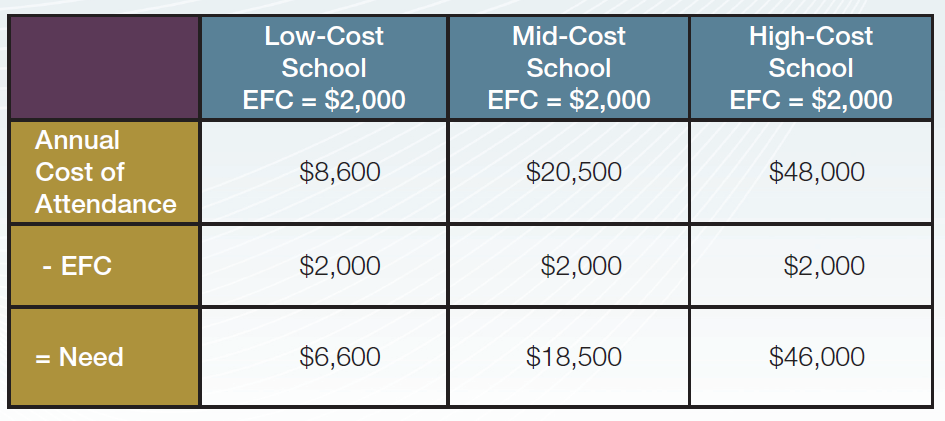 Low-Cost
School
EFC = $2,000
Mid-Cost
School
EFC = $2,000
High-Cost
School
EFC = $2,000
Annual
Cost of
Attendance
$8,600
$20,500
$48,000
- EFC
$2,000
$2,000
$2,000
= Need
$6,600
$18,500
$46,000